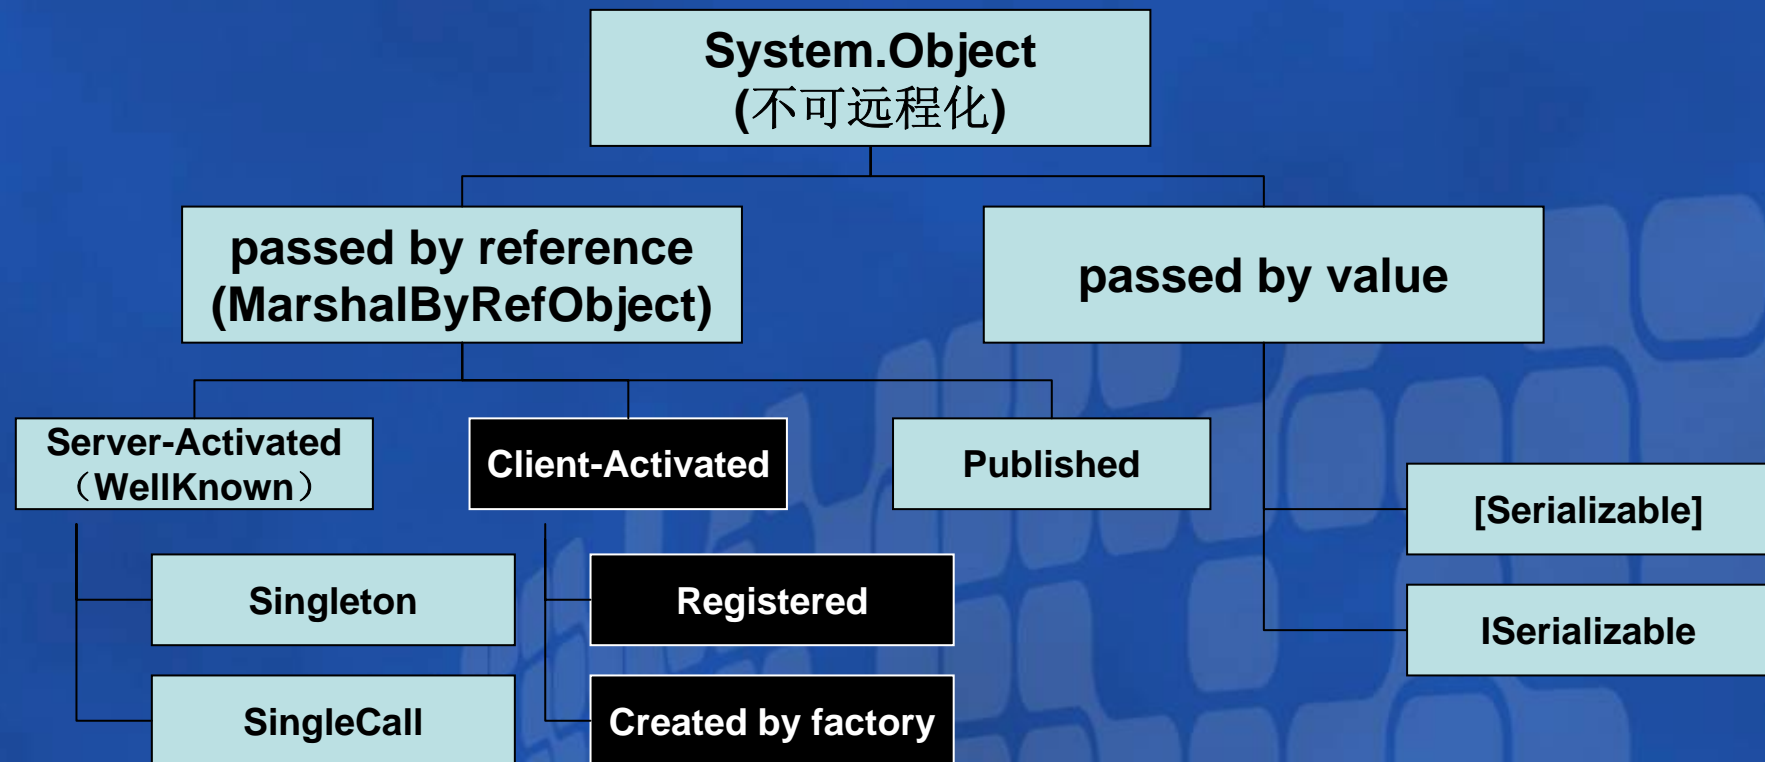 System.Object
(不可远程化)
passed by reference
(MarshalByRefObject)
passed by value
Server-Activated
（WellKnown）
Client-Activated
Published
[Serializable]
Singleton
Registered
ISerializable
SingleCall
Created by factory